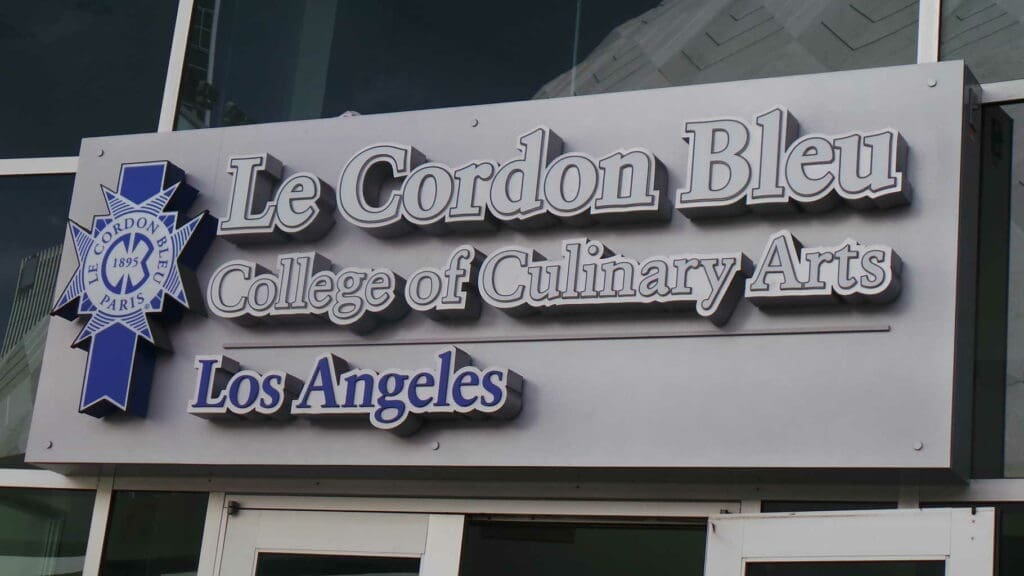 Le Cordon Bleu
College of Culinary Arts
Los Angeles
LE CORDON BLEU
1895
PARIS